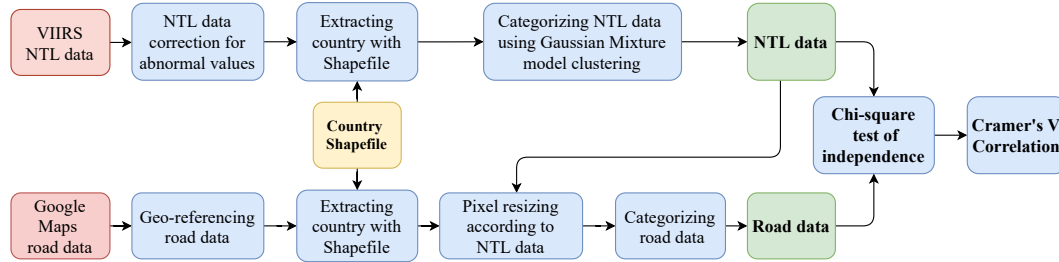 VIIRS
NTL data
NTL data
correction for
abnormal values
Extracting
country with
Shapefile
Categorizing NTL data
using Gaussian Mixture
model clustering
NTL data
Country
Shapefile
Chi-square
test of
independence
Cramer's V
Correlation
Google
Maps
road data
Geo-referencing
road data
Extracting
country with
Shapefile
Pixel resizing
according to
NTL data
Categorizing
road data
Road data